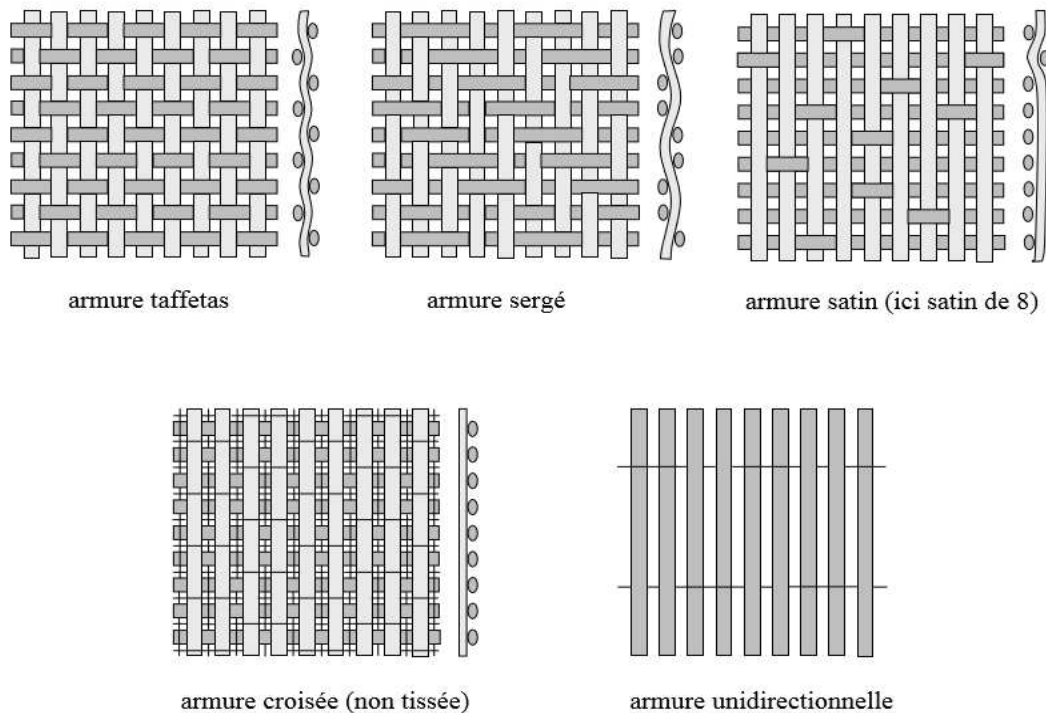 armure taffetas
armure sergé
armure satin (ici satin de 8)
armure croisée (non tissée)
armure unidirectionnelle